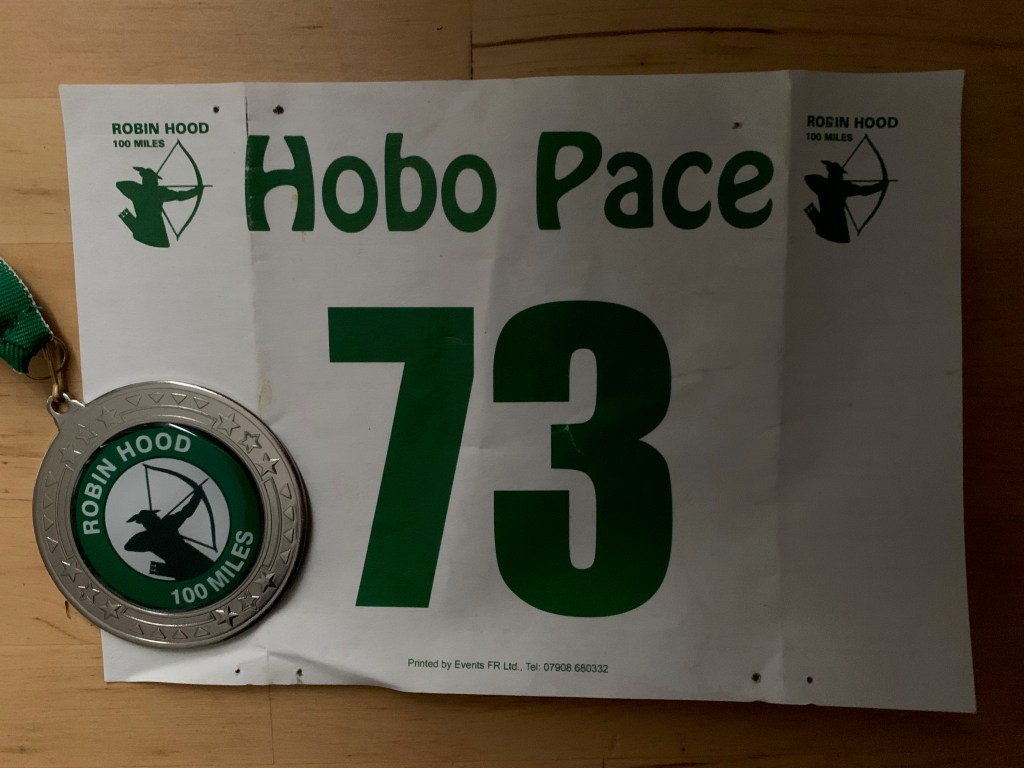 ROBIN HOOD
100 MILES
Hobo Pace
ROBIN HOOD
100 MILES
73
ROBIN HOOD
100 MILES
Printed by Events FR Ltd., Tel: 07908 680332